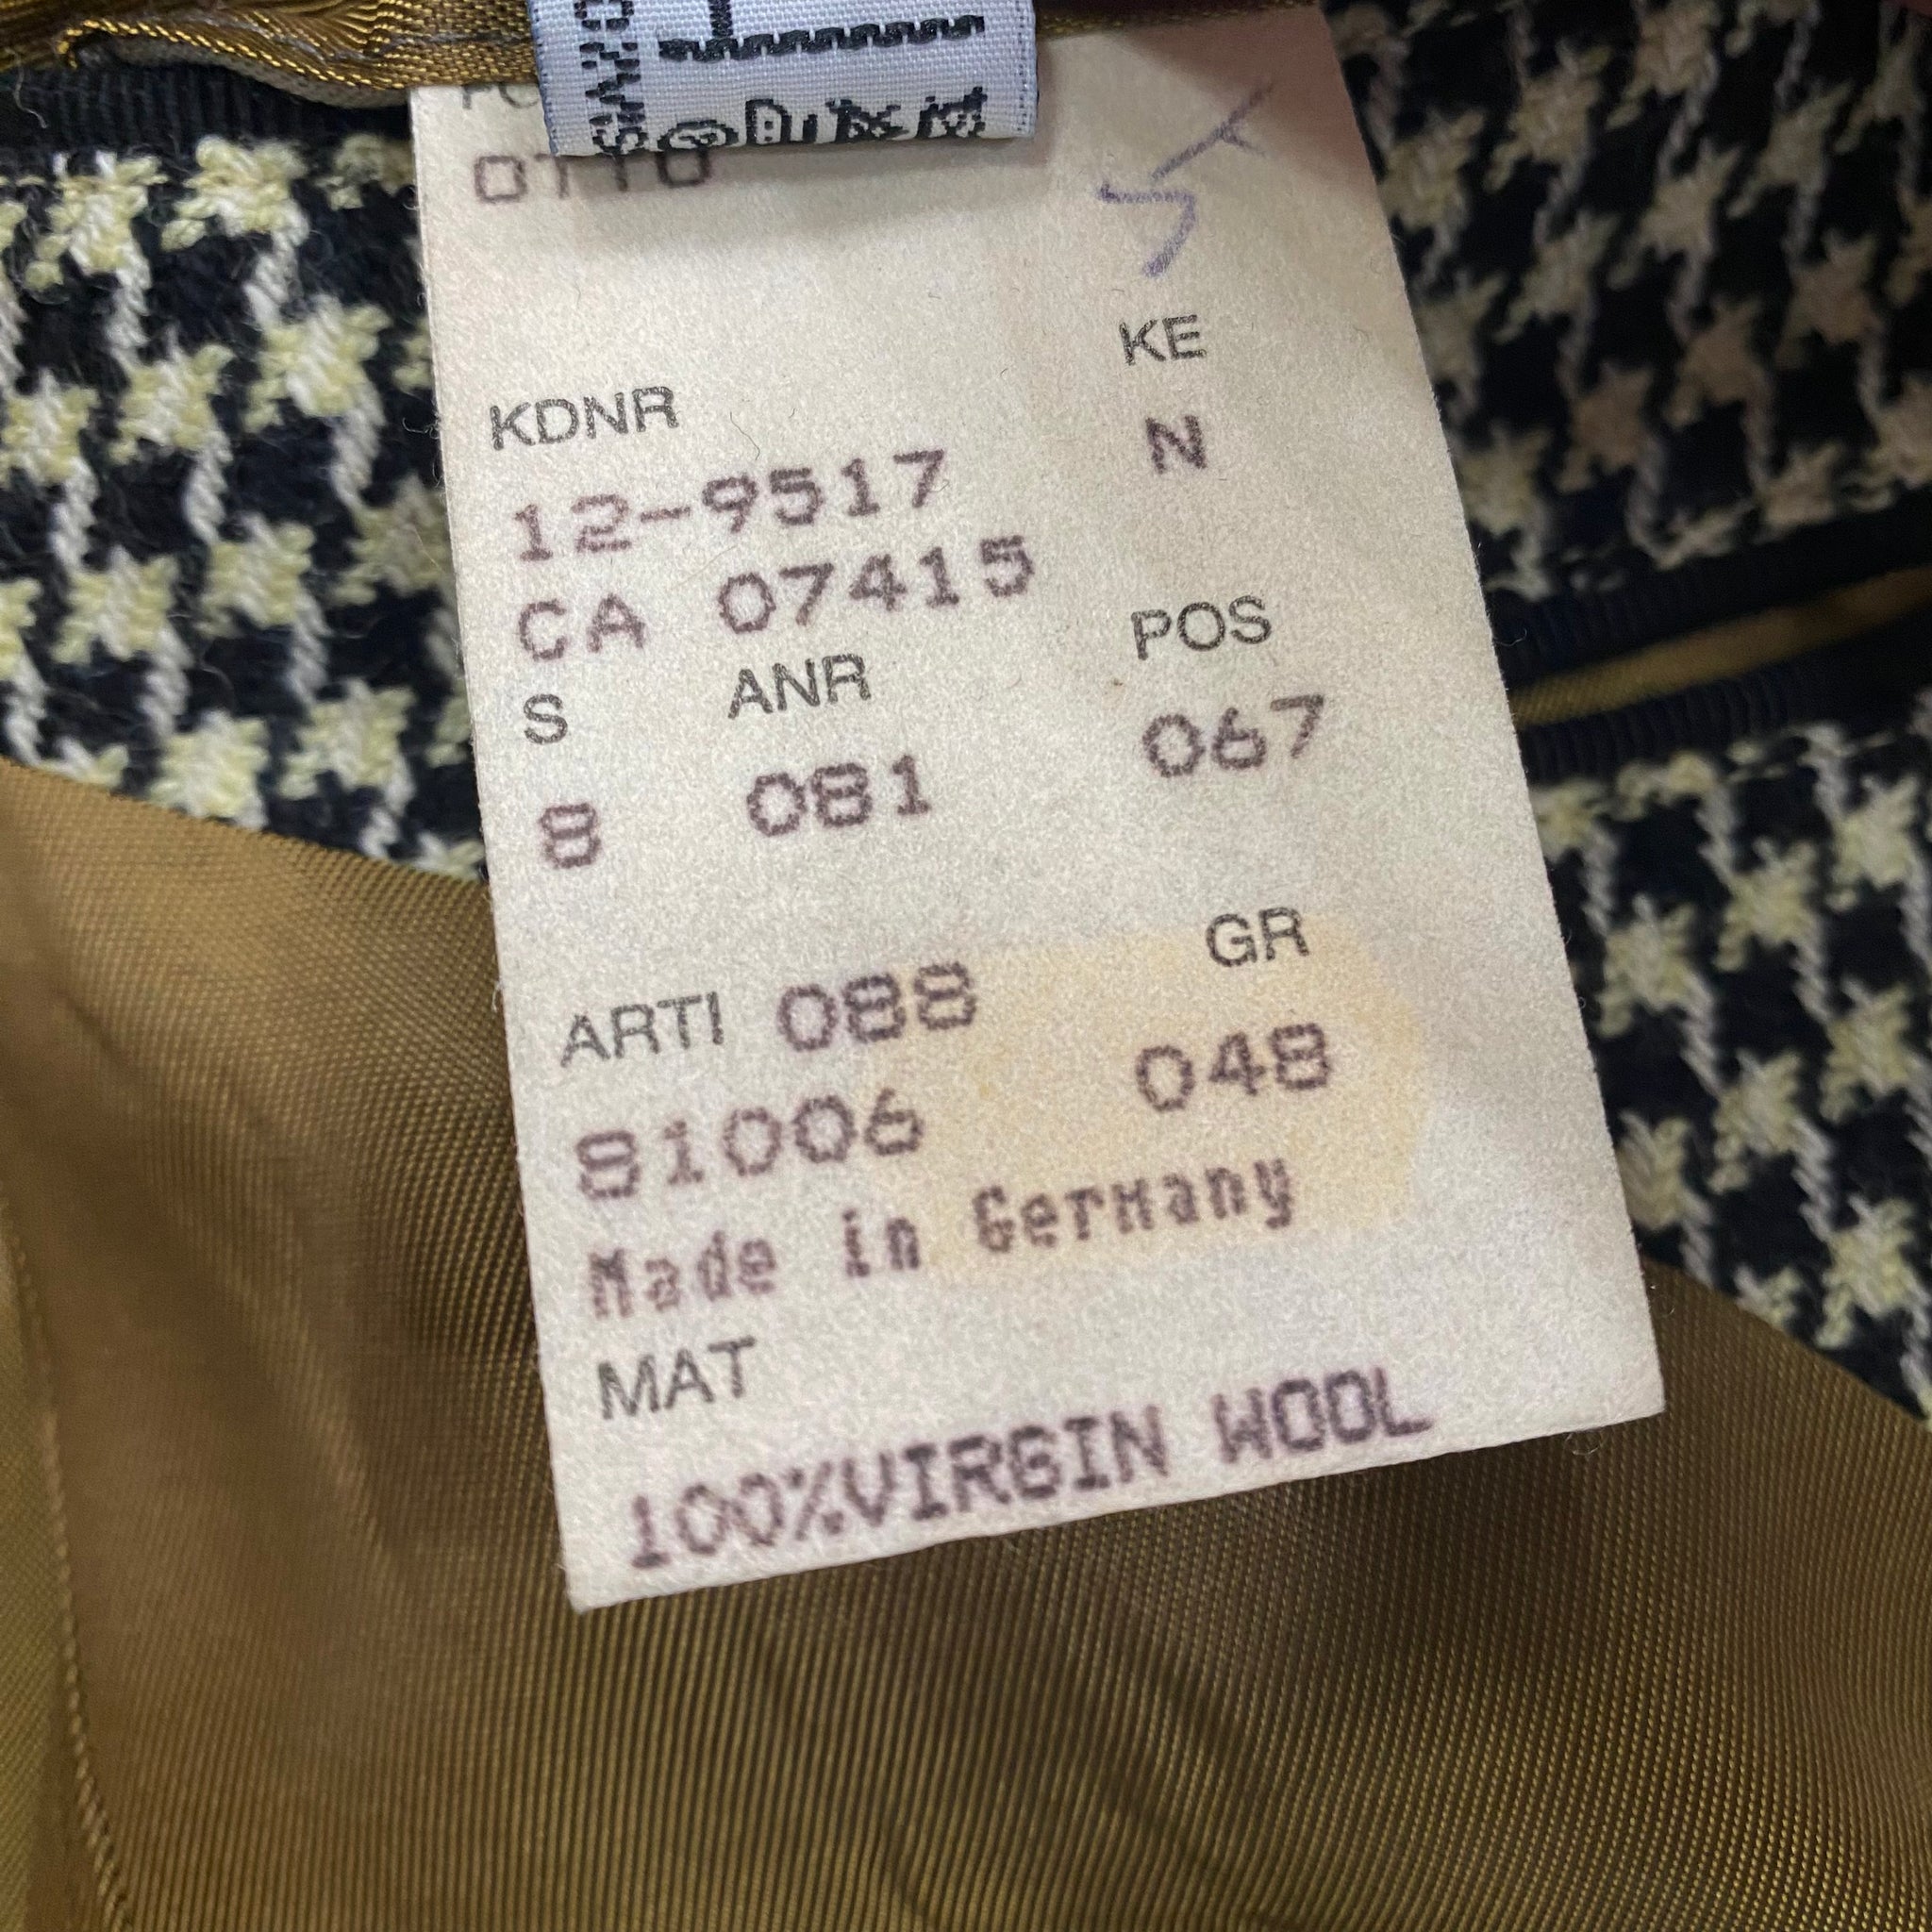 OTTO
5
KDNR KE
12-9517 N
CA 07415
S ANR POS
8 081 067
ARTI 088 GR
81006 048
Made in Germany
MAT
100%VIRGIN WOOL